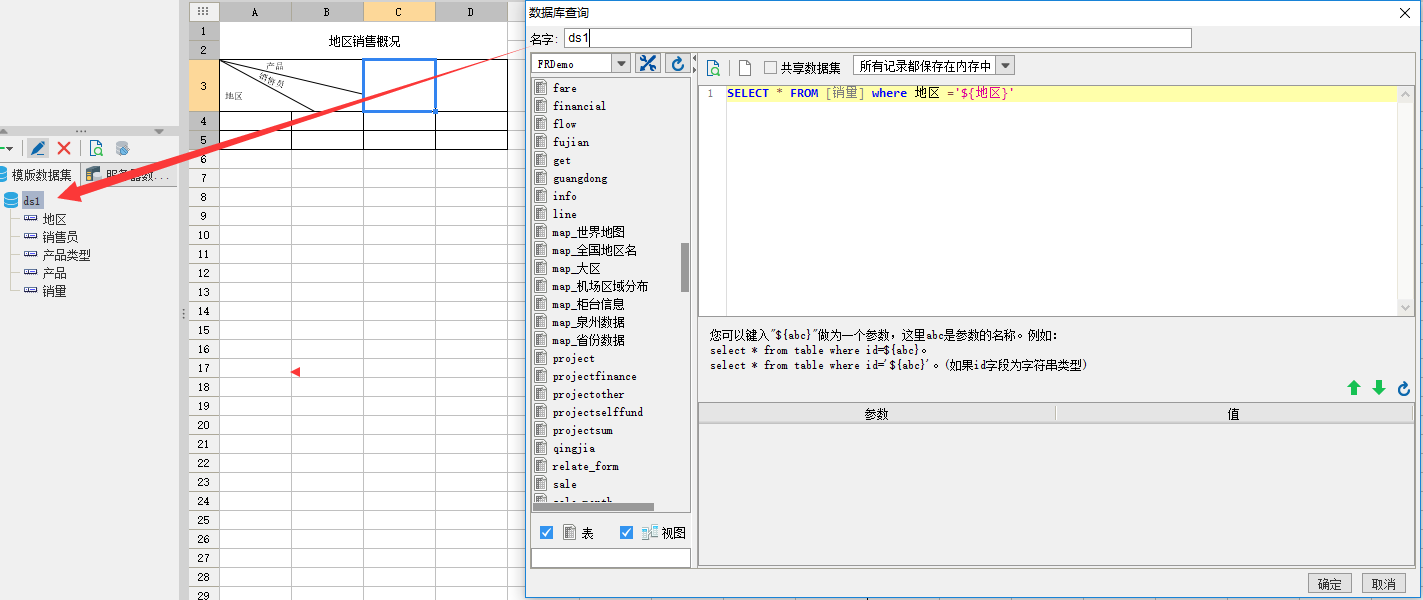 A B C D
1
2
3
4
5
6
7
8
9
10
11
12
13
14
15
16
17
18
19
20
21
22
23
24
25
26
27
28
29
地区销售概况
产品
销售员
地区
模版数据集
服务器数...
ds1
地区
销售员
产品类型
产品
销量
数据库查询
名字: ds1
FRDemo
fare
financial
flow
fujian
get
guangdong
info
line
map_世界地图
map_全国地区名
map_大区
map_机场区域分布
map_柜台信息
map_泉州数据
map_省份数据
project
projectfinance
projectother
projectselffund
projectsum
qingjia
relate_form
sale
表
视图
共享数据集
所有记录都保存在内存中
1 SELECT * FROM [销量] where 地区 ='${地区}'
您可以键入"${abc}"做为一个参数，这里abc是参数的名称。例如:
select * from table where id=${abc}。
select * from table where id='${abc}'。(如果id字段为字符串类型)
参数 值
确定 取消